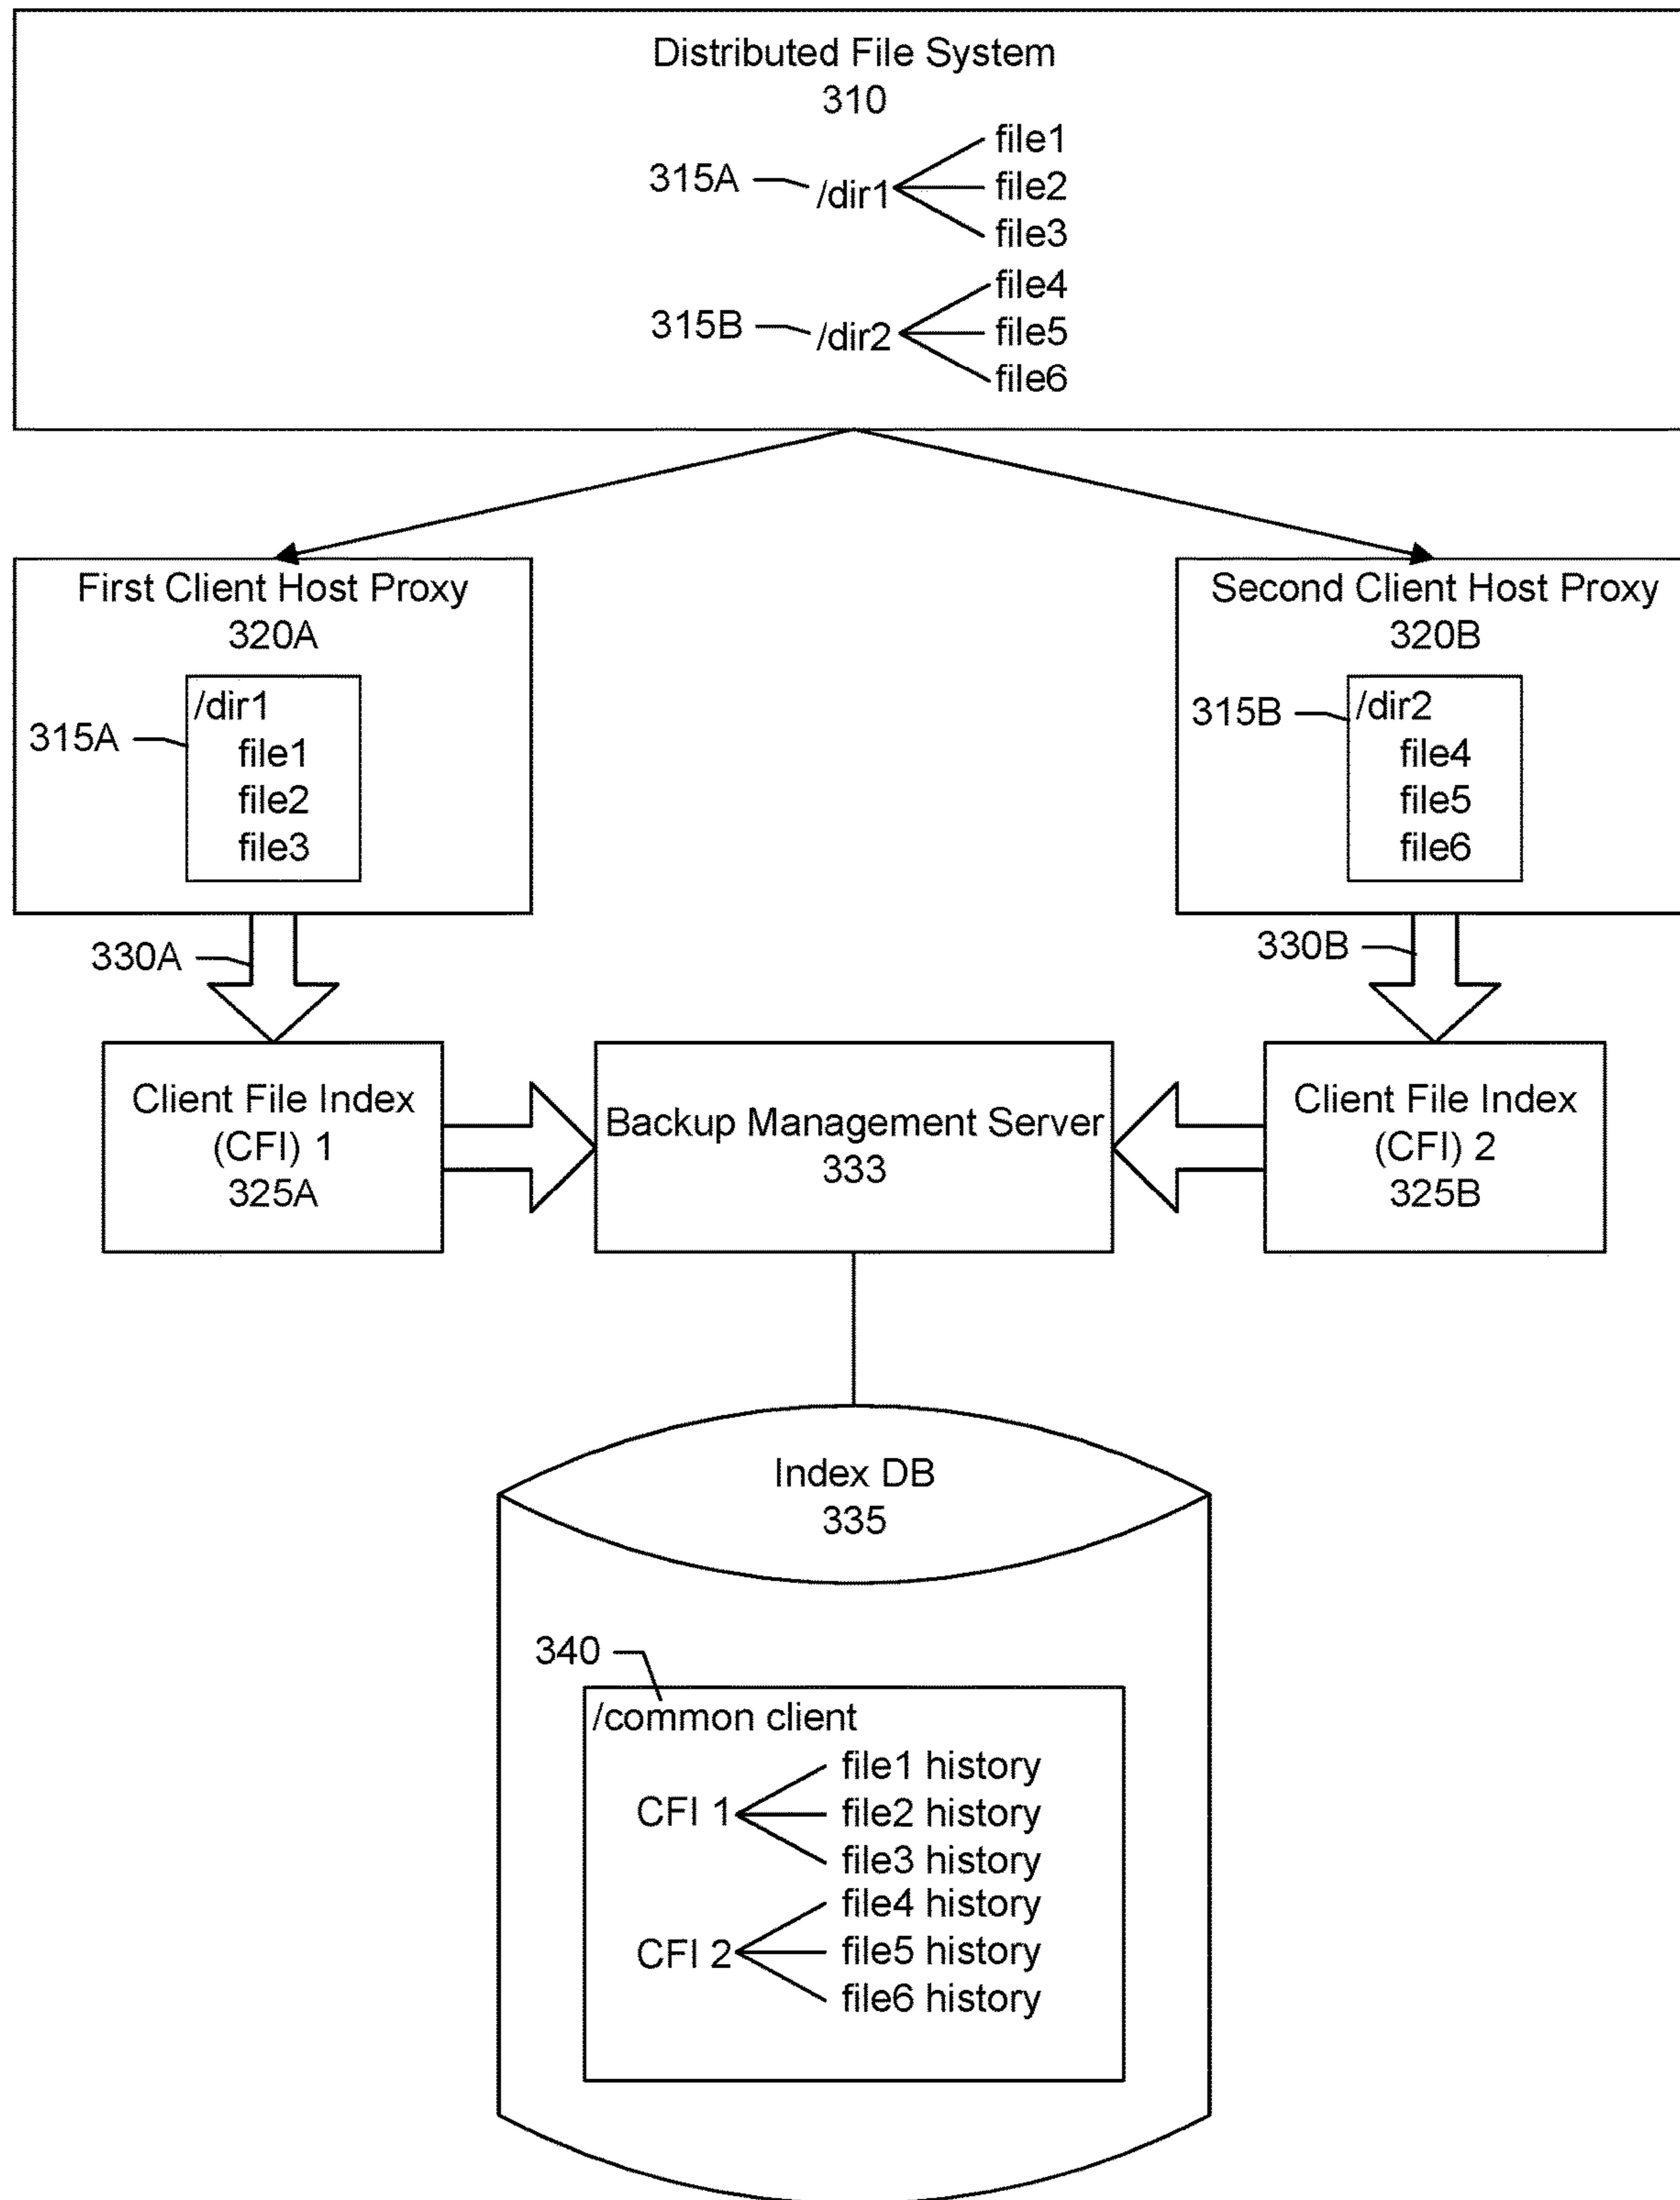 Distributed File System
310
315A
/dir1
file1
file2
file3
315B
/dir2
file4
file5
file6
First Client Host Proxy
320A
315A
/dir1
file1
file2
file3
Second Client Host Proxy
320B
315B
/dir2
file4
file5
file6
330A
330B
Client File Index
(CFI) 1
325A
Backup Management Server
333
Client File Index
(CFI) 2
325B
Index DB
335
340
/common client
CFI 1
file1 history
file2 history
file3 history
CFI 2
file4 history
file5 history
file6 history